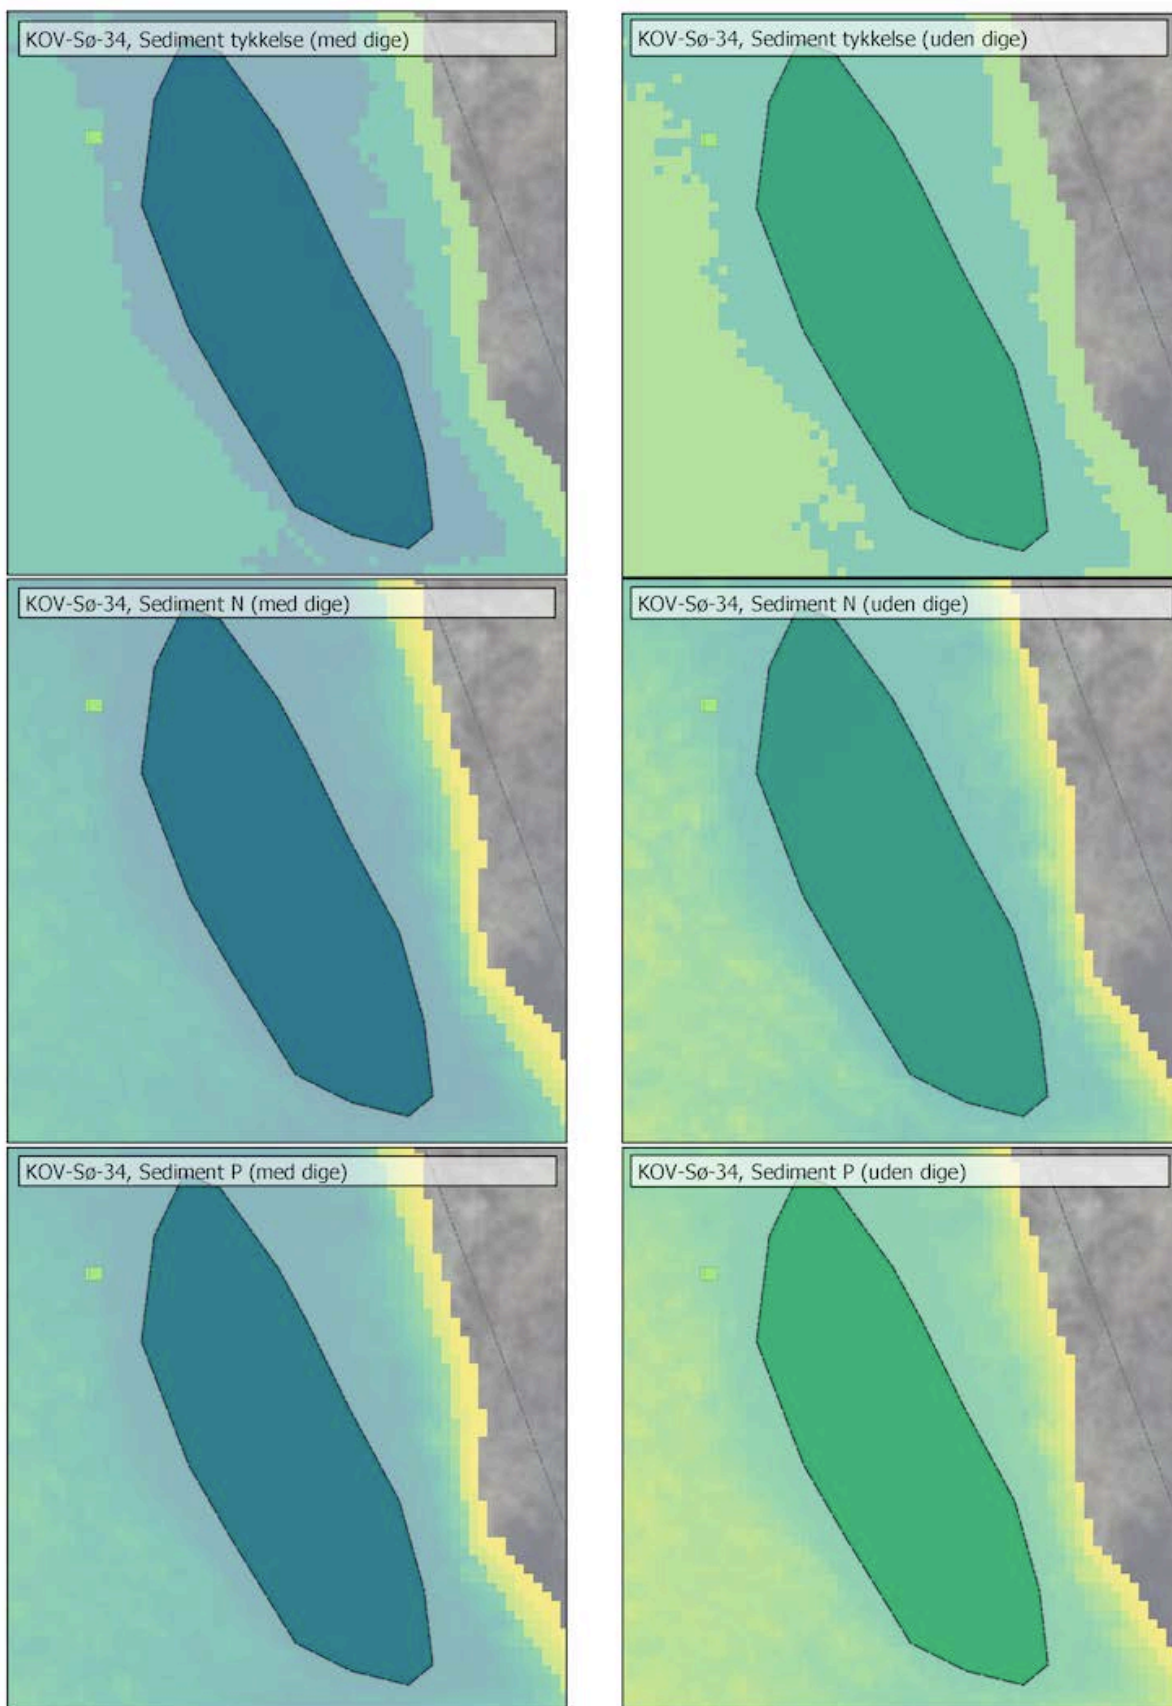 KOV-Sø-34, Sediment tykkelse (med dige)
KOV-Sø-34, Sediment tykkelse (uden dige)
KOV-Sø-34, Sediment N (med dige)
KOV-Sø-34, Sediment N (uden dige)
KOV-Sø-34, Sediment P (med dige)
KOV-Sø-34, Sediment P (uden dige)